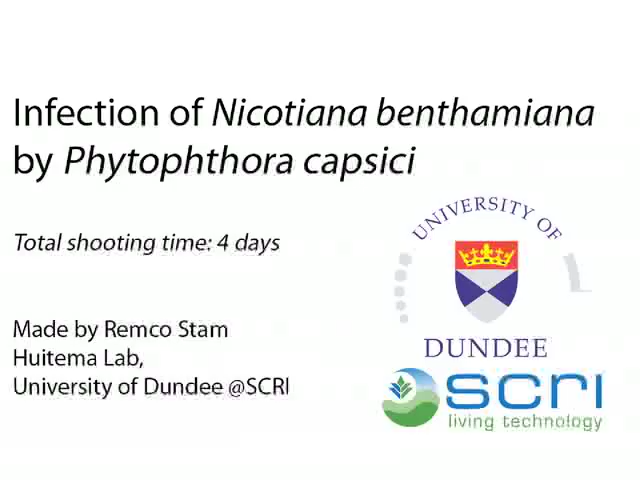 Infection of Nicotiana benthamiana
by Phytophthora capsici
Total shooting time: 4 days
Made by Remco Stam
Huitema Lab,
University of Dundee @SCRI
UNIVERSITY OF
DUNDEE
scri
living technology